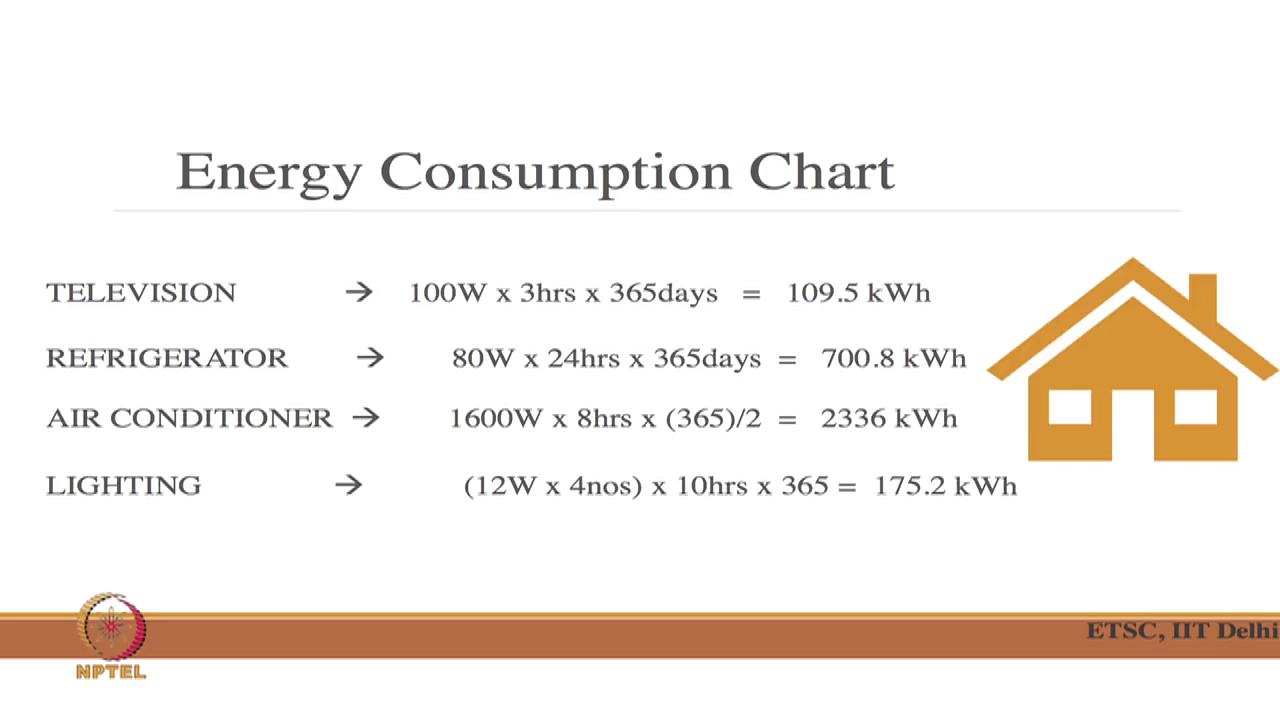 Energy Consumption Chart
TELEVISION → 100W x 3hrs x 365days = 109.5 kWh
REFRIGERATOR → 80W x 24hrs x 365days = 700.8 kWh
AIR CONDITIONER → 1600W x 8hrs x (365)/2 = 2336 kWh
LIGHTING → (12W x 4nos) x 10hrs x 365 = 175.2 kWh
ETSC, IIT Delhi
NPTEL